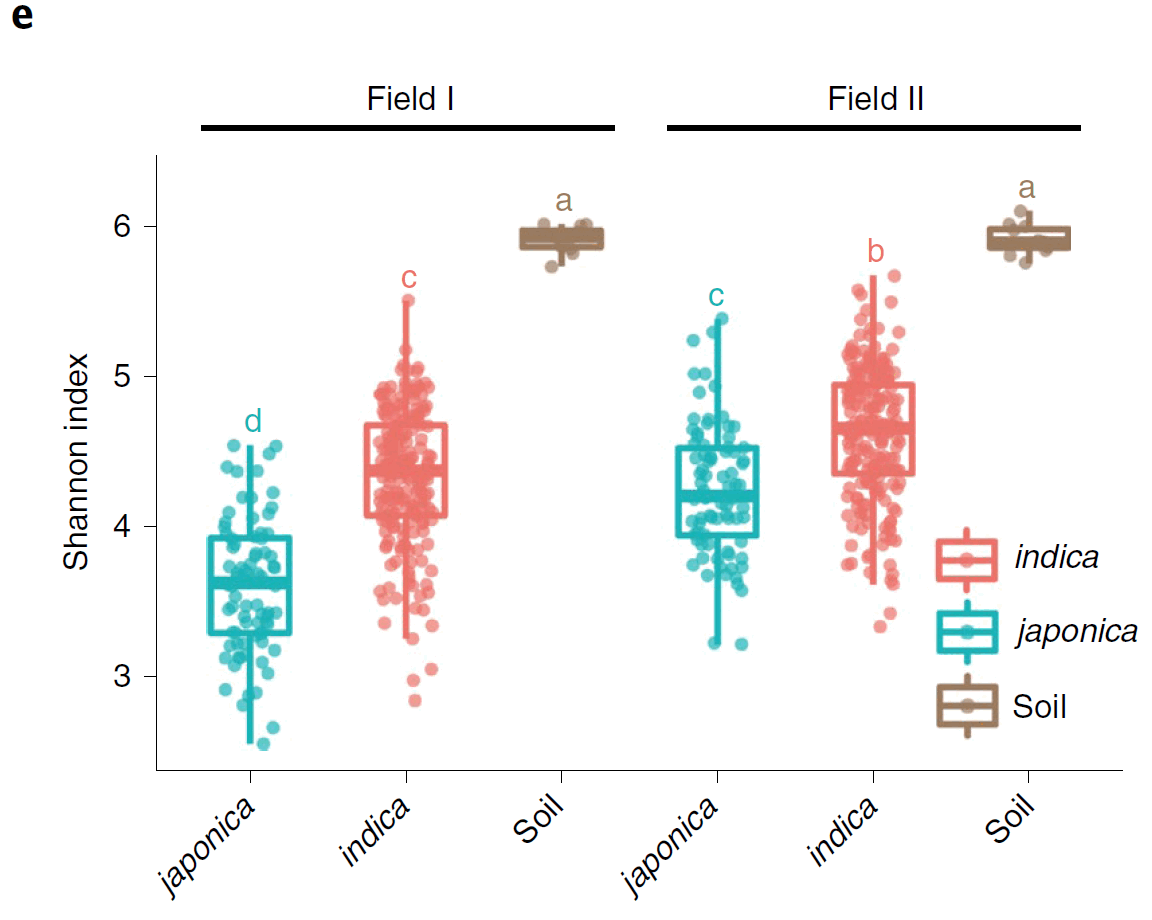 e
Field I
Field II
Shannon index
6
5
4
3
d
c
a
c
b
a
indica
japonica
Soil
japonica
indica
Soil
japonica
indica
Soil